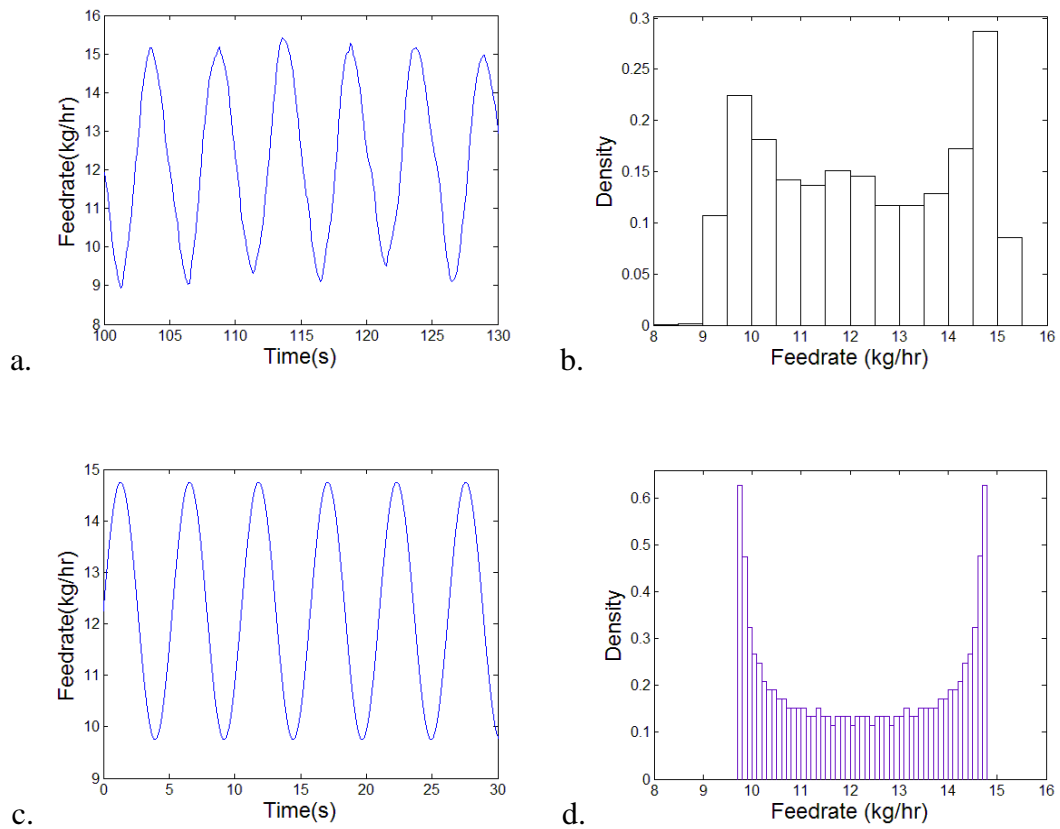 16
15
14
13
12
11
10
9
8
100 105 110 115 120 125 130
Feedrate(kg/hr)
Time(s)
a.
0.3
0.25
0.2
0.15
0.1
0.05
0
8 9 10 11 12 13 14 15 16
Density
Feedrate (kg/hr)
b.
15
14
13
12
11
10
9
0 5 10 15 20 25 30
Feedrate(kg/hr)
Time(s)
c.
0.6
0.5
0.4
0.3
0.2
0.1
0
8 9 10 11 12 13 14 15 16
Density
Feedrate (kg/hr)
d.